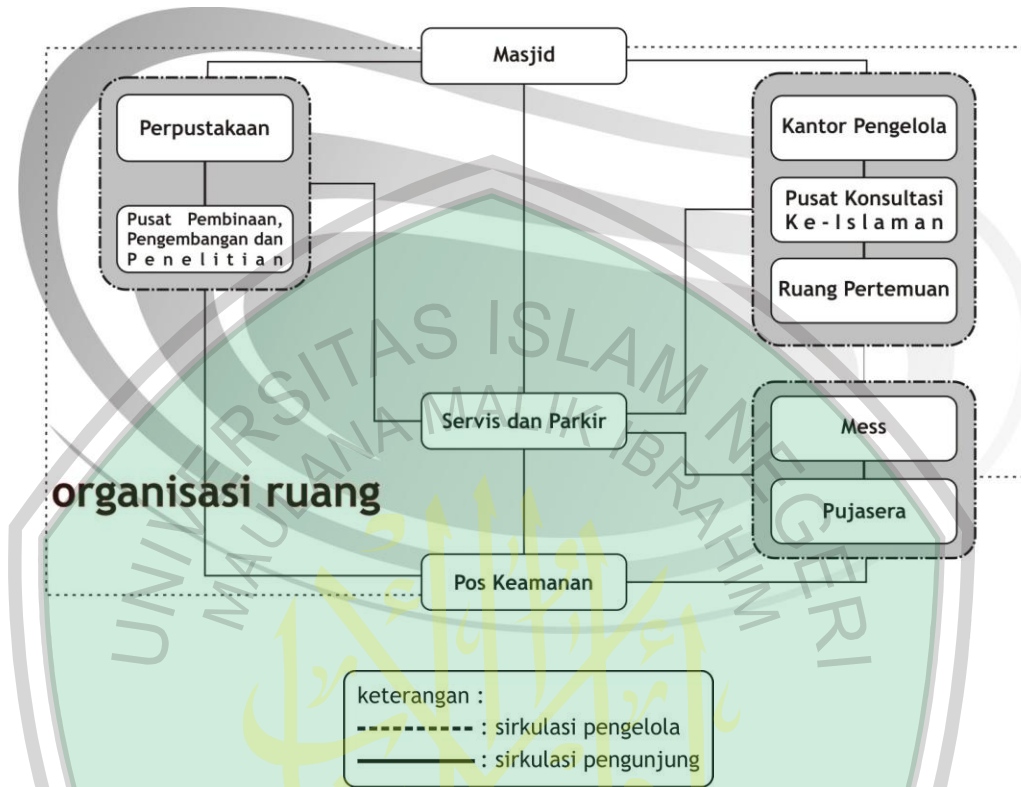 Masjid
Perpustakaan
Pusat Pembinaan,
Pengembangan dan
Penelitian
Kantor Pengelola
Pusat Konsultasi
Ke-Islaman
Ruang Pertemuan
Servis dan Parkir
Mess
Pujasera
organisasi ruang
Pos Keamanan
keterangan :
: sirkulasi pengelola
: sirkulasi pengunjung
UNIVERSITAS ISLAM NEGERI
MAULANA MALIK IBRAHIM